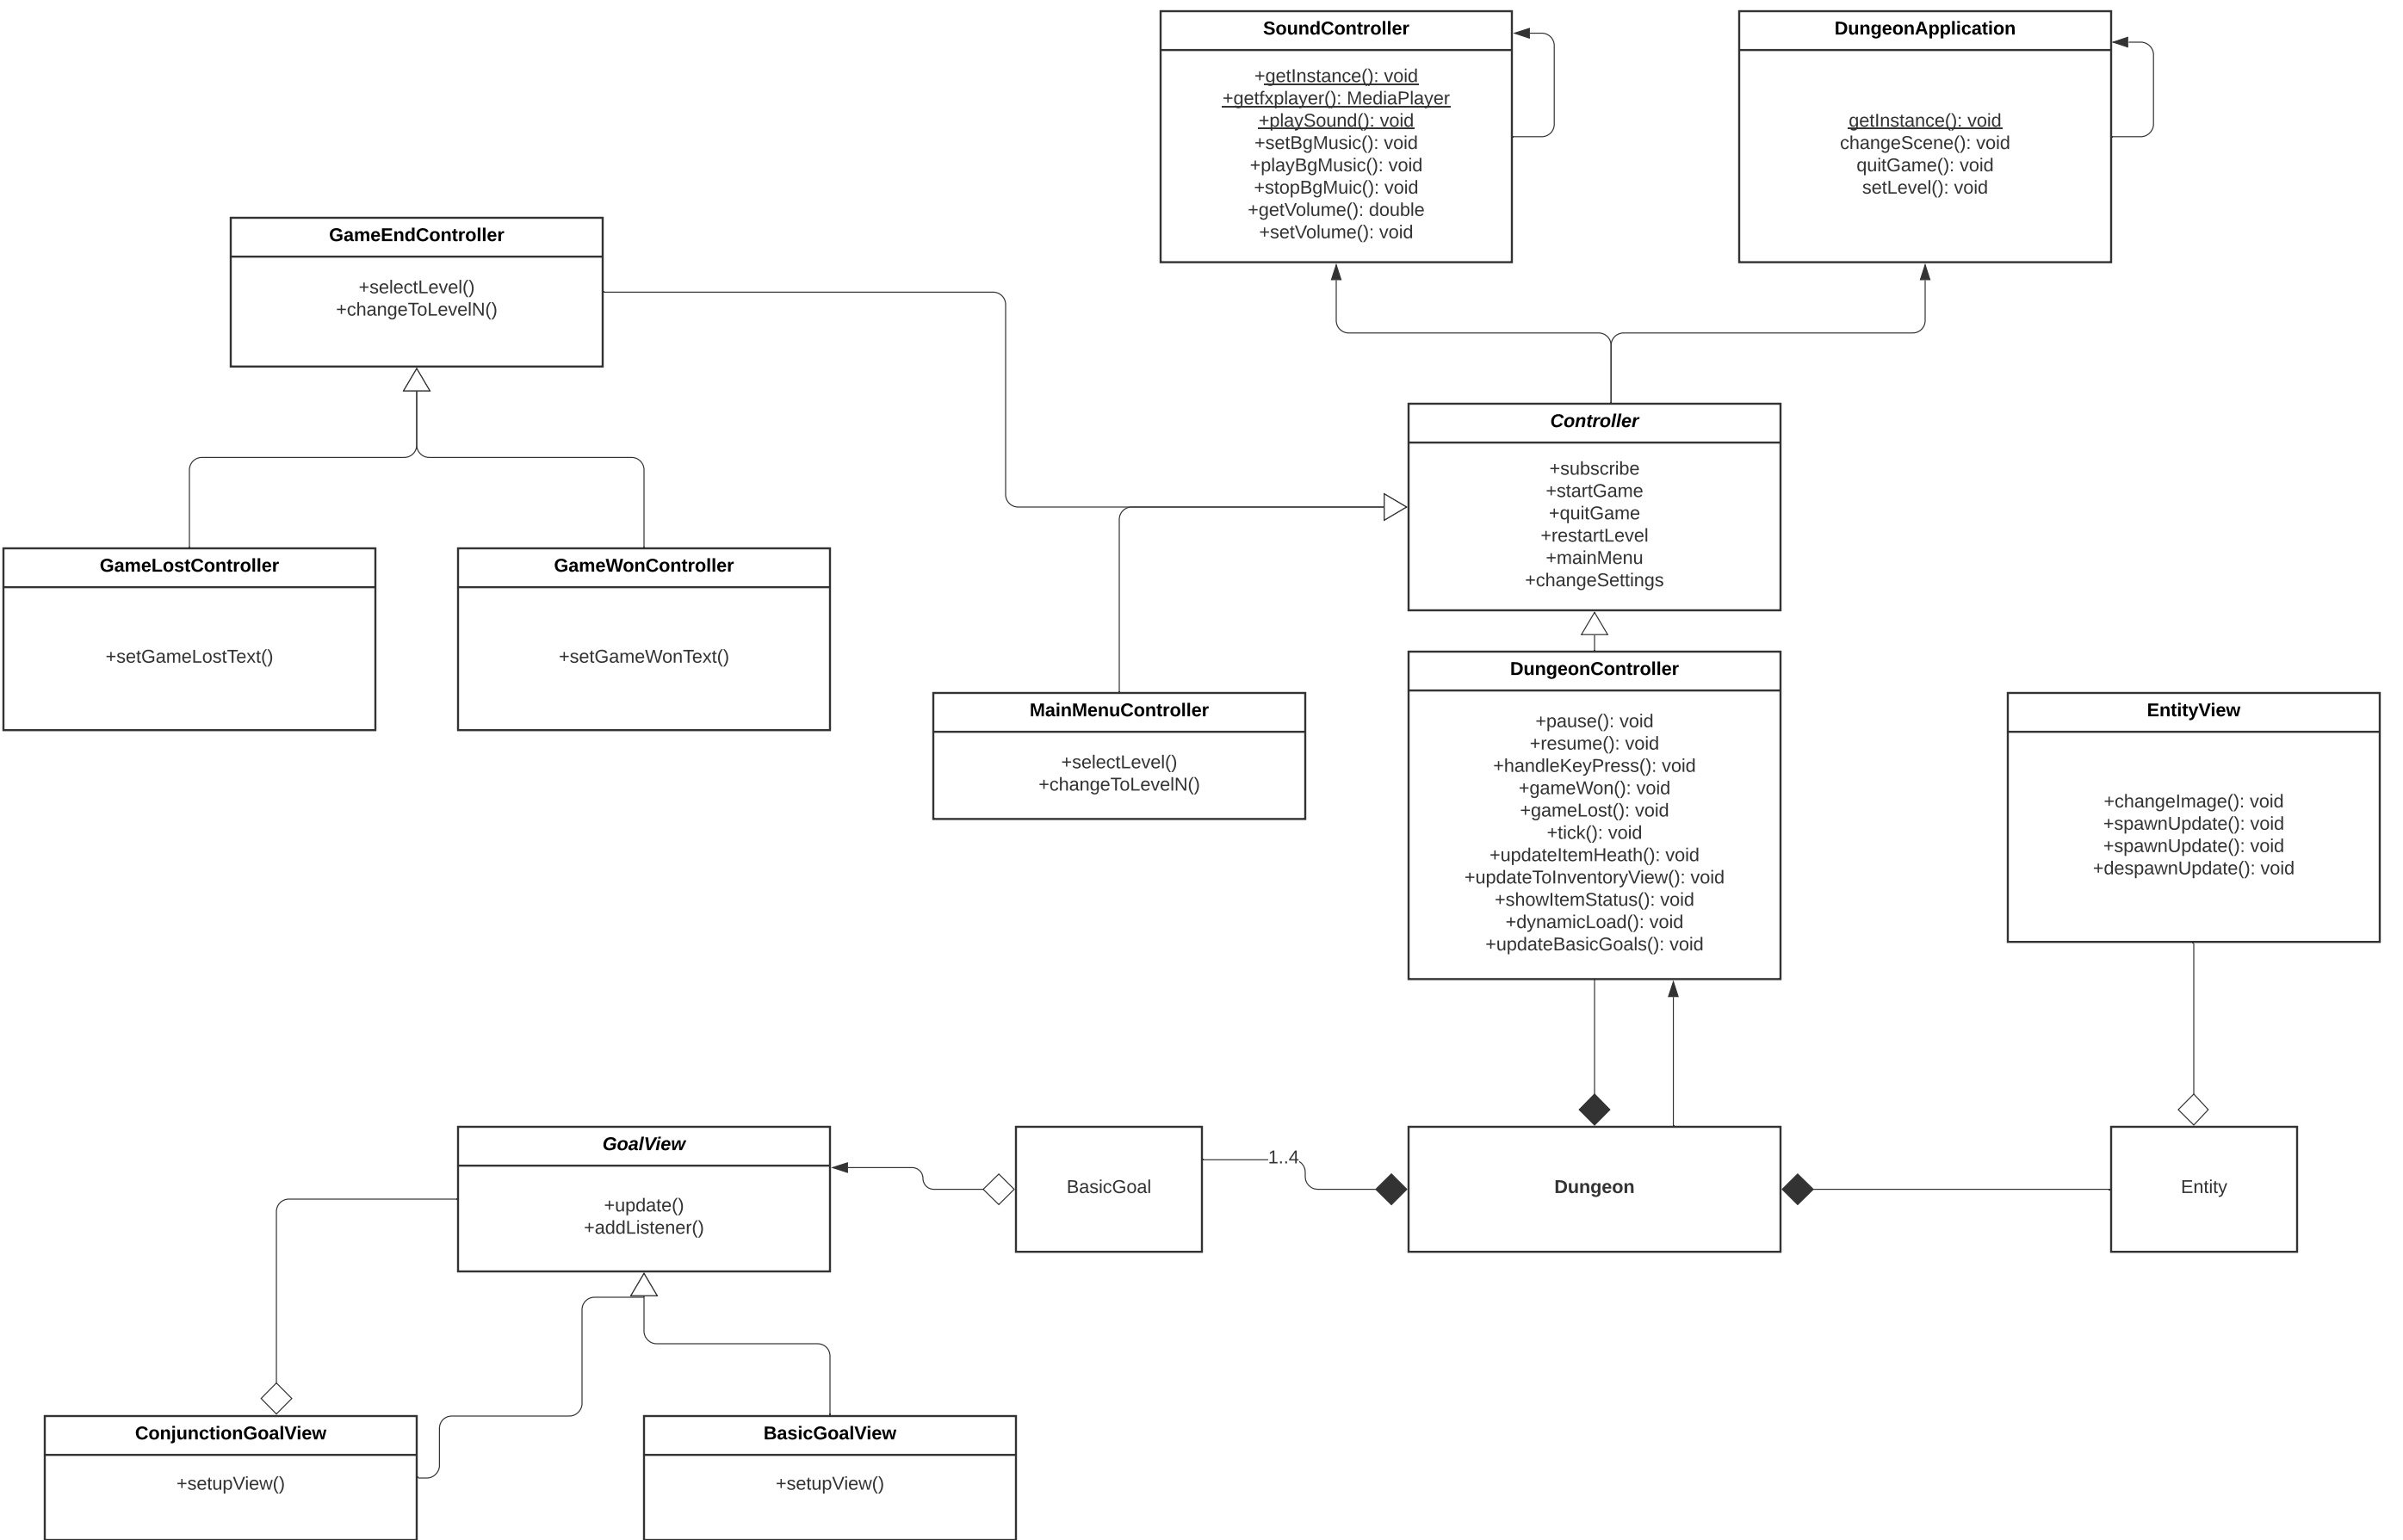 SoundController
+getInstance(): void
+getfxplayer(): MediaPlayer
+playSound(): void
+setBgMusic(): void
+playBgMusic(): void
+stopBgMuic(): void
+getVolume(): double
+setVolume(): void
DungeonApplication
getInstance(): void
changeScene(): void
quitGame(): void
setLevel(): void
GameEndController
+selectLevel()
+changeToLevelN()
Controller
+subscribe
+startGame
+quitGame
+restartLevel
+mainMenu
+changeSettings
GameLostController
+setGameLostText()
GameWonController
+setGameWonText()
MainMenuController
+selectLevel()
+changeToLevelN()
DungeonController
+pause(): void
+resume(): void
+handleKeyPress(): void
+gameWon(): void
+gameLost(): void
+tick(): void
+updateItemHeath(): void
+updateToInventoryView(): void
+showItemStatus(): void
+dynamicLoad(): void
+updateBasicGoals(): void
EntityView
+changeImage(): void
+spawnUpdate(): void
+spawnUpdate(): void
+despawnUpdate(): void
GoalView
+update()
+addListener()
BasicGoal
1..4
Dungeon
Entity
ConjunctionGoalView
+setupView()
BasicGoalView
+setupView()